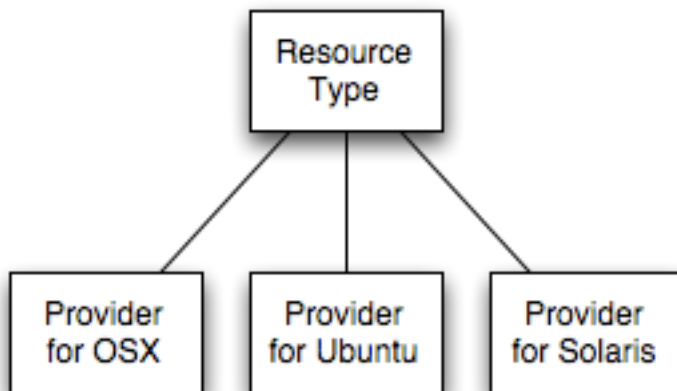 Resource
Type
Provider
for OSX
Provider
for Ubuntu
Provider
for Solaris